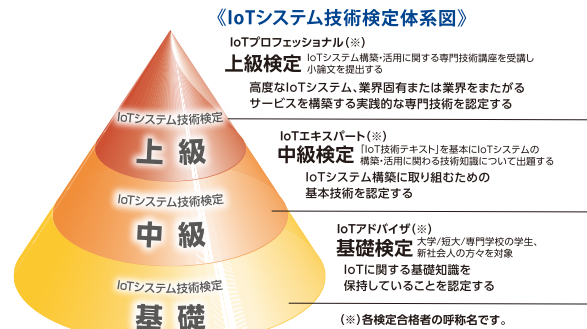 《IoTシステム技術検定体系図》
IoTプロフェッショナル(※)
上級検定 IoTシステム構築・活用に関する専門技術講座を受講し
小論文を提出する
高度なIoTシステム、業界固有または業界をまたがる
サービスを構築する実践的な専門技術を認定する
IoTシステム技術検定
上 級
IoTエキスパート(※)
中級検定 「IoT技術テキスト」を基本にIoTシステムの
構築・活用に関わる技術知識について出題する
IoTシステム構築に取り組むための
基本技術を認定する
IoTシステム技術検定
中 級
IoTアドバイザ(※)
基礎検定 大学/短大/専門学校の学生、
新社会人の方々を対象
IoTに関する基礎知識を
保持していることを認定する
IoTシステム技術検定
基 礎
(※)各検定合格者の呼称名です。